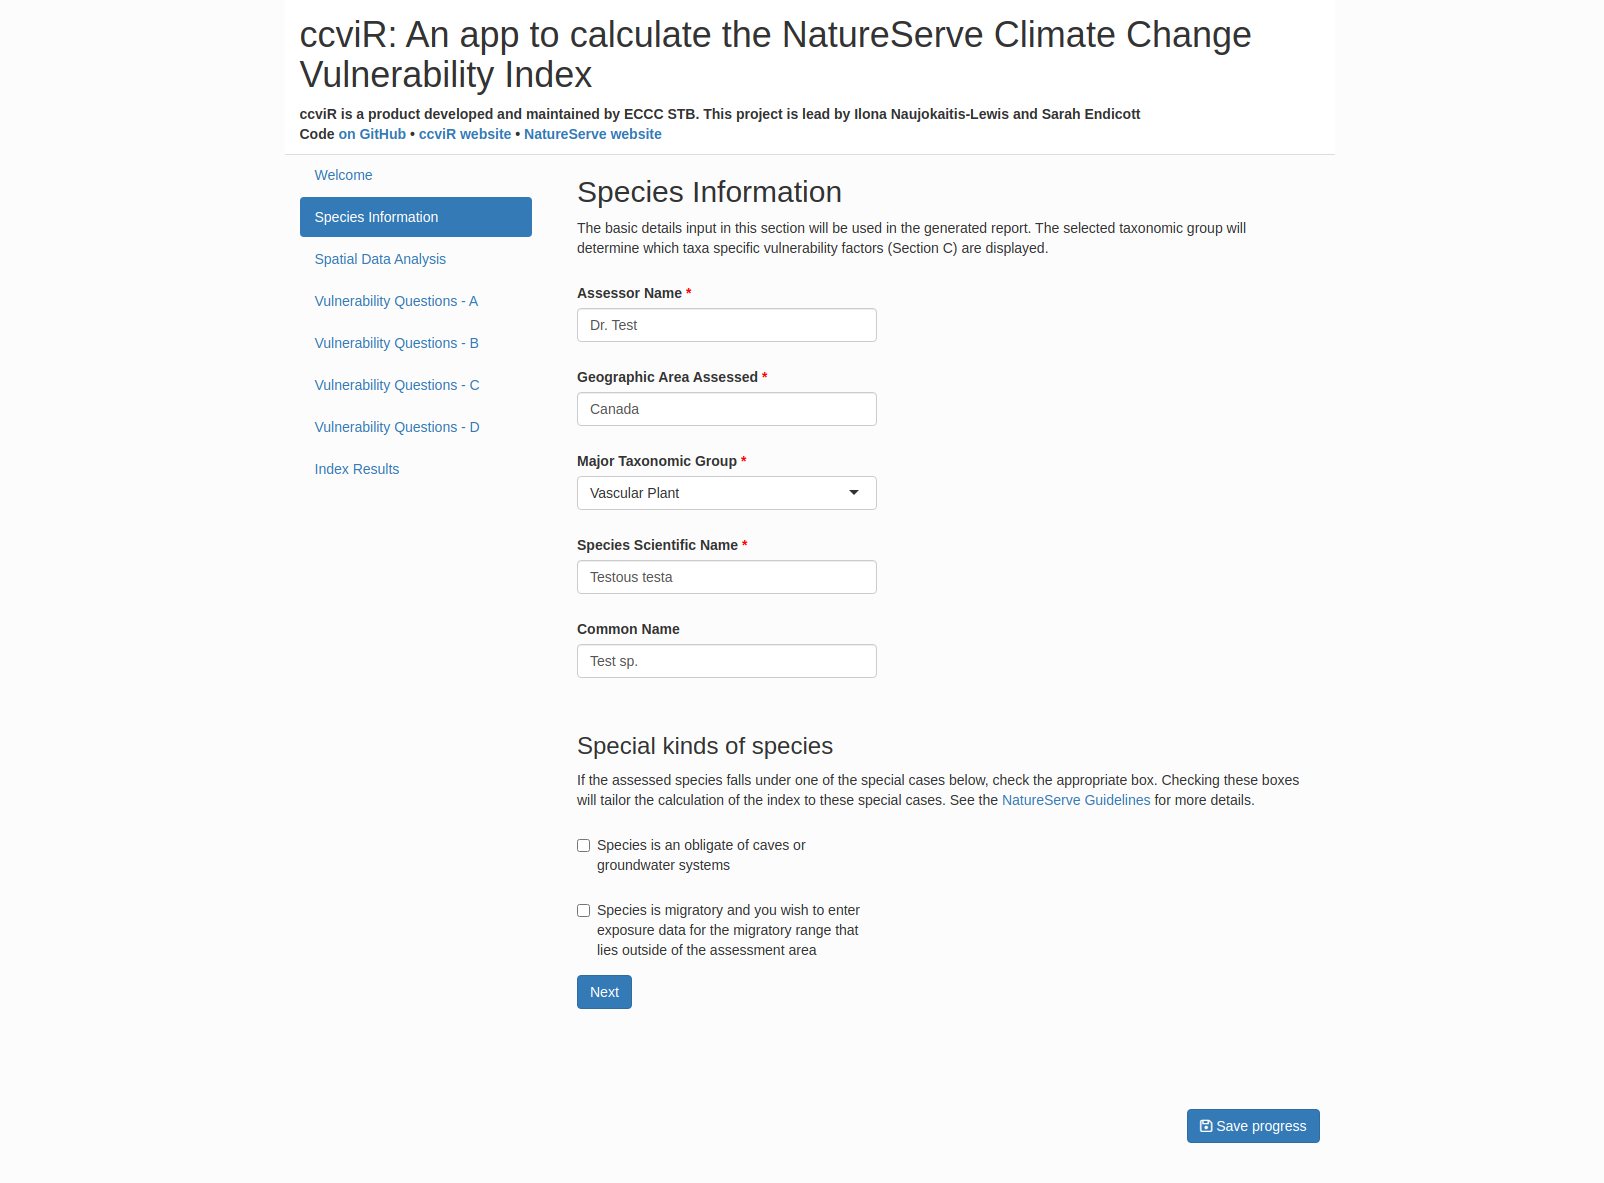 ccviR: An app to calculate the NatureServe Climate Change
Vulnerability Index
ccviR is a product developed and maintained by ECCC STB. This project is lead by Ilona Naujokaitis-Lewis and Sarah Endicott
Code on GitHub • ccviR website • NatureServe website
Welcome
Species Information
Spatial Data Analysis
Vulnerability Questions - A
Vulnerability Questions - B
Vulnerability Questions - C
Vulnerability Questions - D
Index Results
Species Information
The basic details input in this section will be used in the generated report. The selected taxonomic group will
determine which taxa specific vulnerability factors (Section C) are displayed.
Assessor Name *
Dr. Test
Geographic Area Assessed *
Canada
Major Taxonomic Group *
Vascular Plant
Species Scientific Name *
Testous testa
Common Name
Test sp.
Special kinds of species
If the assessed species falls under one of the special cases below, check the appropriate box. Checking these boxes
will tailor the calculation of the index to these special cases. See the NatureServe Guidelines for more details.
Species is an obligate of caves or
groundwater systems
Species is migratory and you wish to enter
exposure data for the migratory range that
lies outside of the assessment area
Next
Save progress